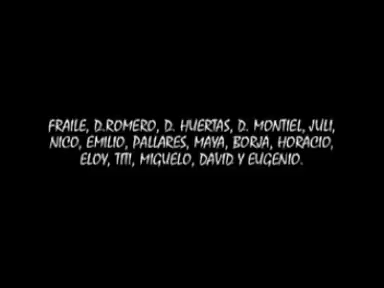 FRAILE, D.ROMERO, D. HUERTAS, D. MONTIEL, JULI,
NICO, EMILIO, PALLARES, MAYA, BORJA, HORACIO,
ELOY, TITI, MIGUELO, DAVID Y EUGENIO.